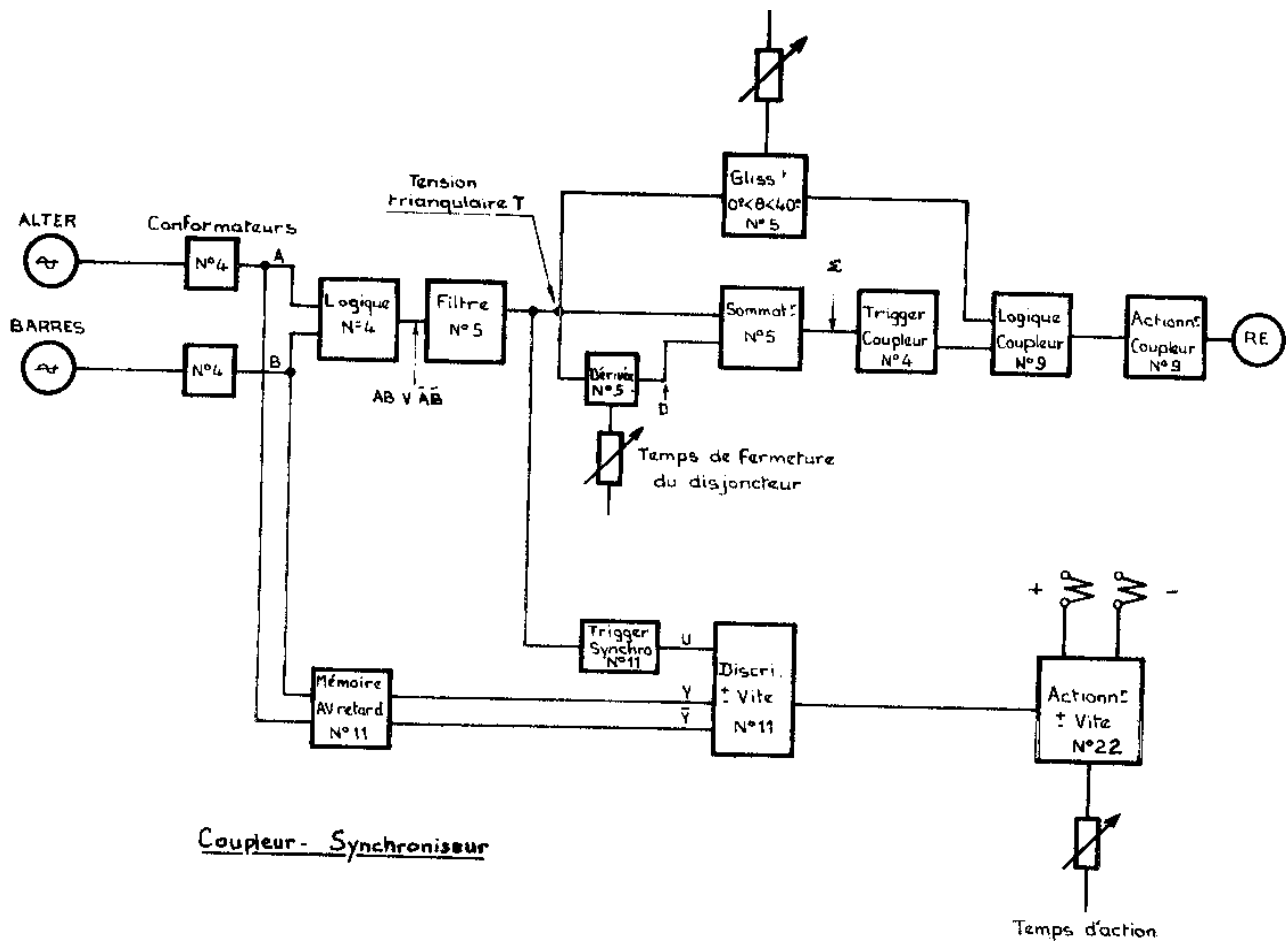 Tension
triangulaire T
Gliss t
0°<θ<40°
N°5
ALTER
Conformateurs
N°4
A
BARRES
N°4
B
Logique
N=4
AB V ĀB̄
Filtre
N°5
Sommat r
N°5
Σ
Trigger
Coupleur
N°4
Logique
Coupleur
N°9
Actionn r
Coupleur
N°9
RE
Dérivée
N°5
D
Temps de fermeture
du disjoncteur
Trigger
Synchro
N°11
U
Mémoire
AV retard
N°11
Y
Ȳ
Discri.
± Vite
N°11
+
-
Actionn r
± Vite
N°22
Coupleur - Synchroniseur
Temps d'action